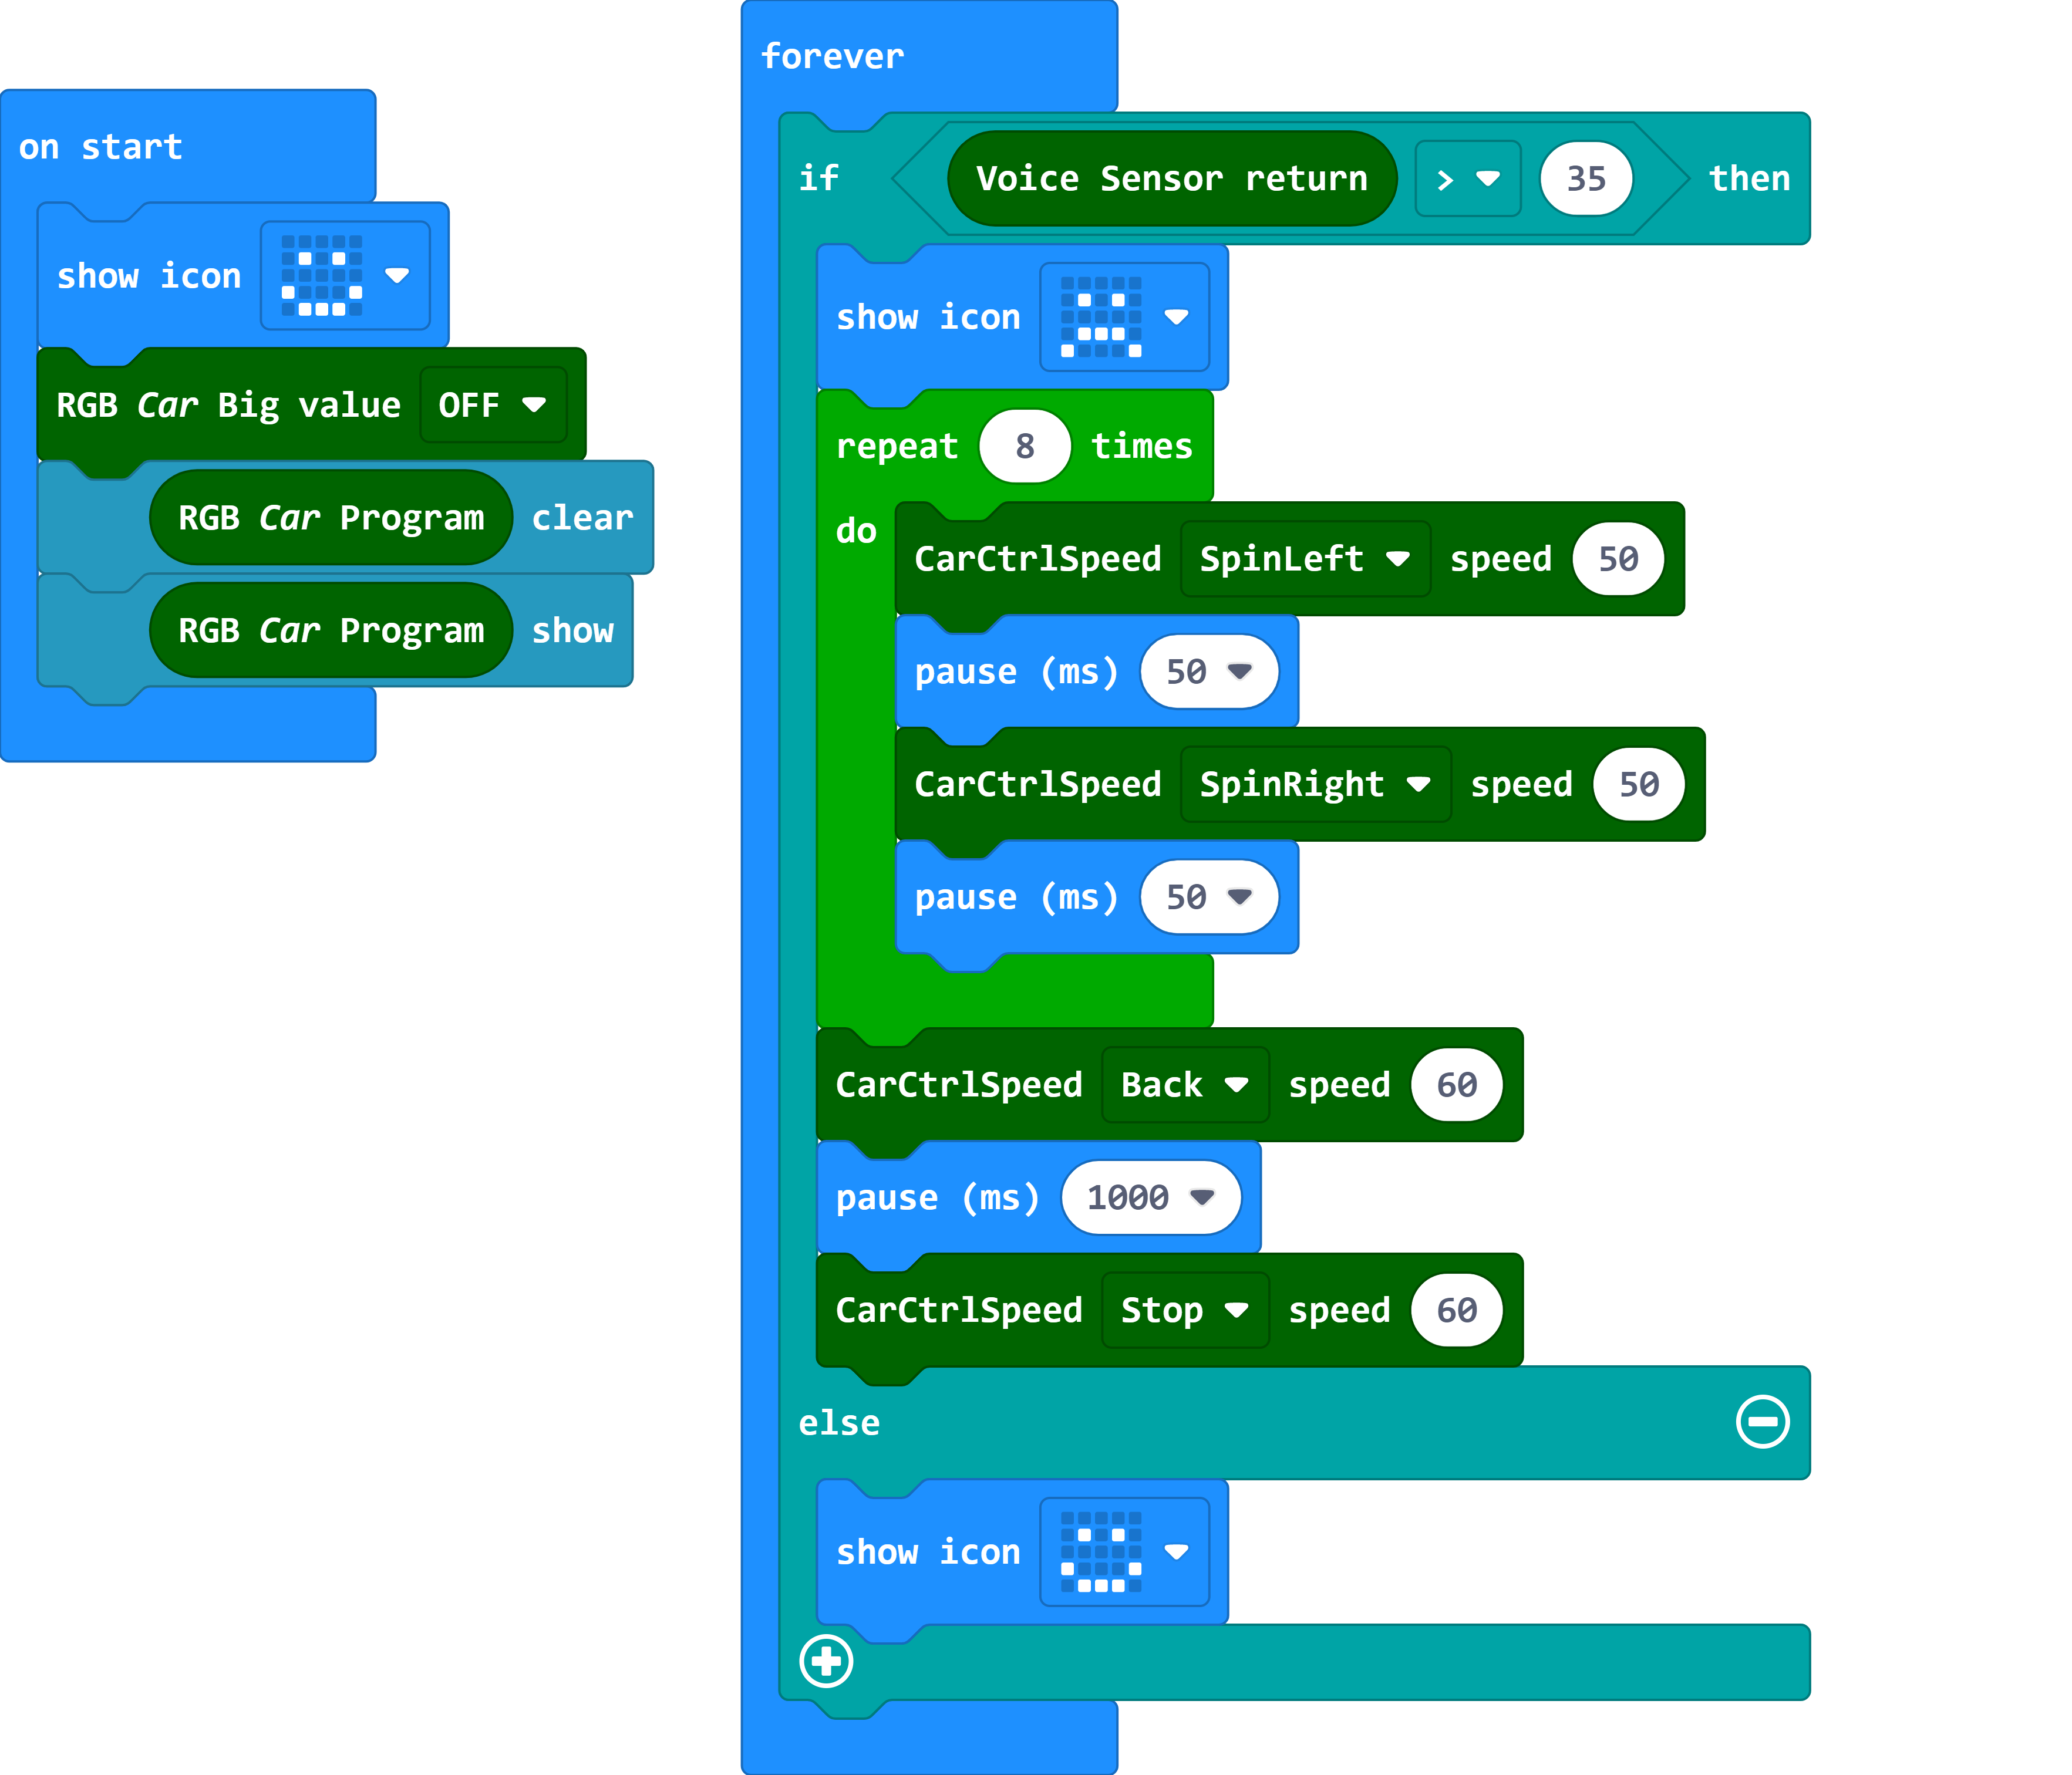 on start
show icon
RGB Car Big value OFF
RGB Car Program clear
RGB Car Program show
forever
if Voice Sensor return > 35 then
show icon
repeat 8 times
do CarCtrlSpeed SpinLeft speed 50
pause (ms) 50
CarCtrlSpeed SpinRight speed 50
pause (ms) 50
CarCtrlSpeed Back speed 60
pause (ms) 1000
CarCtrlSpeed Stop speed 60
else
show icon